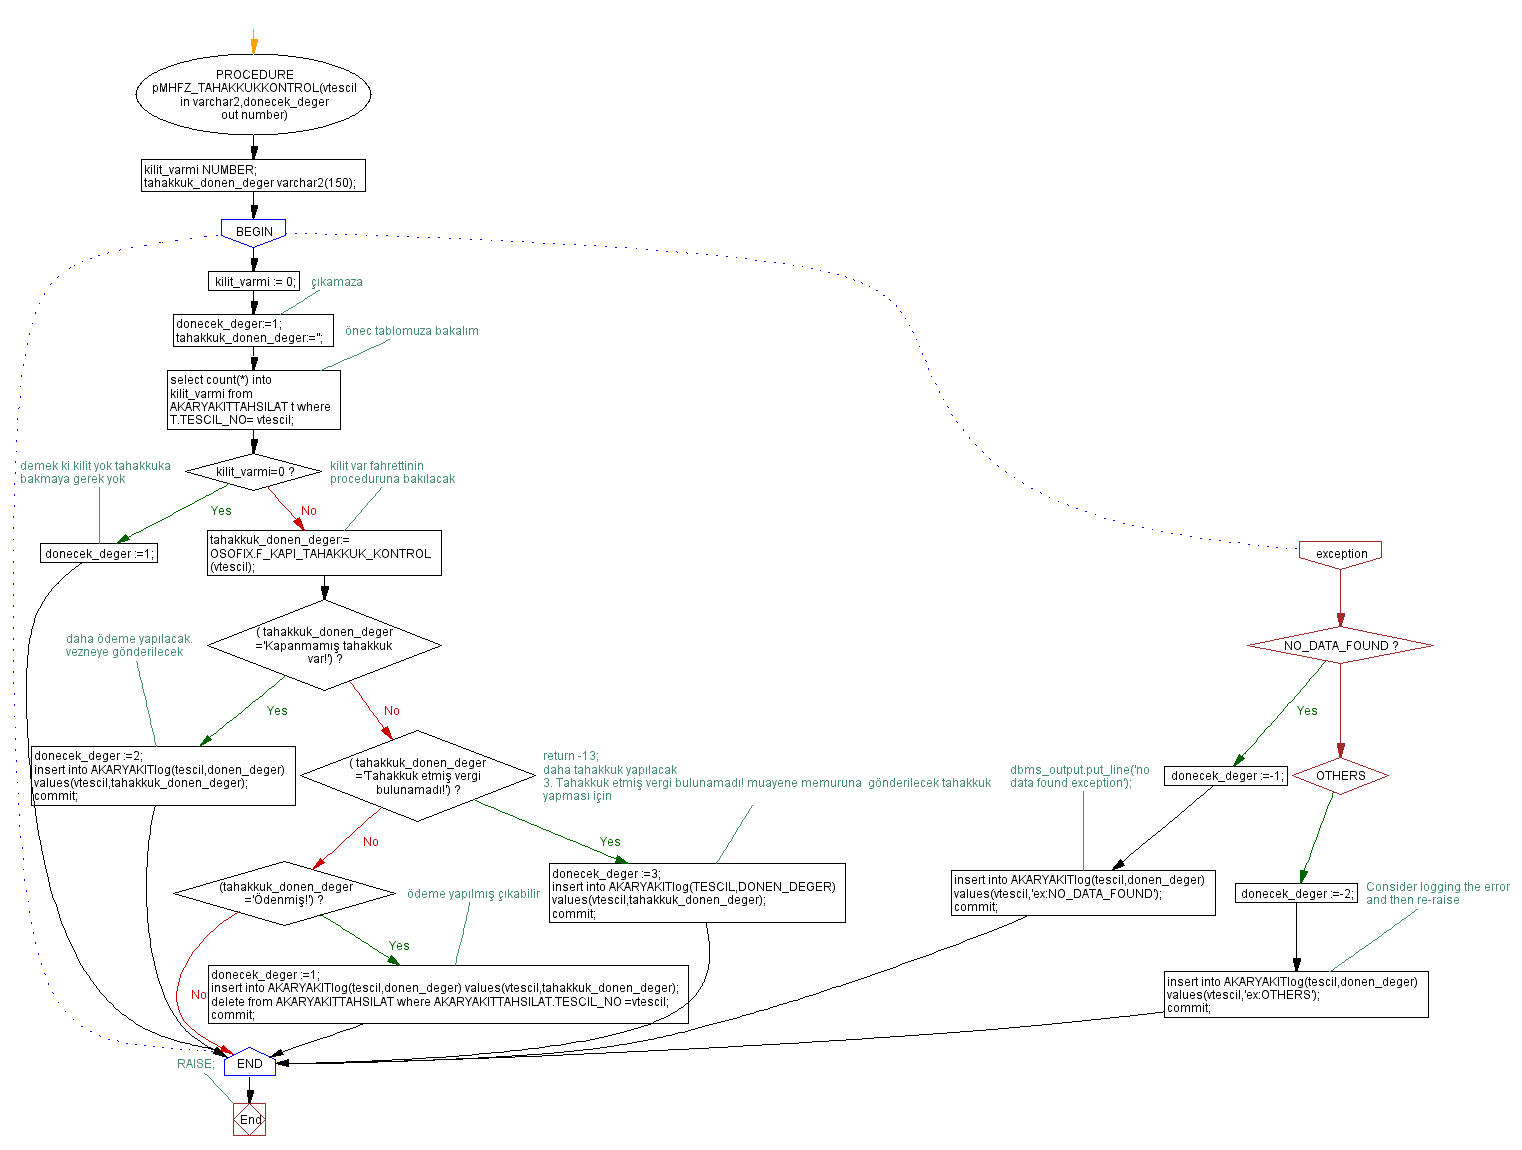 PROCEDURE
pMHFZ_TAHAKKUKKONTROL(vtescil
in varchar2,donecek_deger
out number)
kilit_varmi NUMBER;
tahakkuk_donen_deger varchar2(150);
BEGIN
kilit_varmi := 0;
çıkamaza
donecek_deger:=1;
tahakkuk_donen_deger:='';
önec tablomuza bakalım
select count(*) into
kilit_varmi from
AKARYAKITTAHSILAT t where
T.TESCIL_NO= vtescil;
demek ki kilit yok tahakkuka
bakmaya gerek yok
kilit_varmi=0 ?
kilit var fahrettinin
proceduruna bakılacak
Yes
No
donecek_deger :=1;
tahakkuk_donen_deger:=
OSOFIX.F_KAPI_TAHAKKUK_KONTROL
(vtescil);
exception
daha ödeme yapılacak.
vezneye gönderilecek
( tahakkuk_donen_deger
='Kapanmamış tahakkuk
var!') ?
NO_DATA_FOUND ?
Yes
No
Yes
donecek_deger :=2;
insert into AKARYAKITlog(tescil,donen_deger)
values(vtescil,tahakkuk_donen_deger);
commit;
( tahakkuk_donen_deger
='Tahakkuk etmiş vergi
bulunamadı!') ?
return -13;
daha tahakkuk yapılacak
3. Tahakkuk etmiş vergi bulunamadı! muayene memuruna  gönderilecek tahakkuk
yapması için
dbms_output.put_line('no
data found exception');
donecek_deger :=-1;
OTHERS
No
Yes
(tahakkuk_donen_deger
='Ödenmiş!') ?
ödeme yapılmış çıkabilir
donecek_deger :=3;
insert into AKARYAKITlog(TESCIL,DONEN_DEGER)
values(vtescil,tahakkuk_donen_deger);
commit;
insert into AKARYAKITlog(tescil,donen_deger)
values(vtescil,'ex:NO_DATA_FOUND');
commit;
donecek_deger :=-2;
Consider logging the error
and then re-raise
Yes
No
donecek_deger :=1;
insert into AKARYAKITlog(tescil,donen_deger) values(vtescil,tahakkuk_donen_deger);
delete from AKARYAKITTAHSILAT where AKARYAKITTAHSILAT.TESCIL_NO =vtescil;
commit;
insert into AKARYAKITlog(tescil,donen_deger)
values(vtescil,'ex:OTHERS');
commit;
RAISE;
END
End